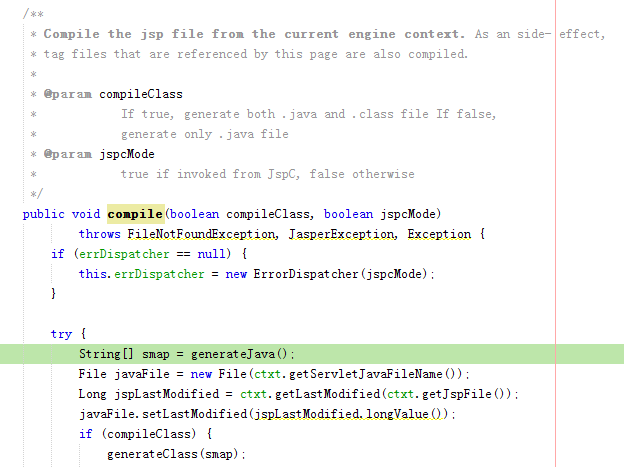 /**
 * Compile the jsp file from the current engine context. As an side- effect,
 * tag files that are referenced by this page are also compiled.
 *
 * @param compileClass
 *            If true, generate both .java and .class file If false,
 *            generate only .java file
 * @param jspcMode
 *            true if invoked from JspC, false otherwise
 */
public void compile(boolean compileClass, boolean jspcMode)
        throws FileNotFoundException, JasperException, Exception {
    if (errDispatcher == null) {
        this.errDispatcher = new ErrorDispatcher(jspcMode);
    }

    try {
        String[] smap = generateJava();
        File javaFile = new File(ctxt.getServletJavaFileName());
        Long jspLastModified = ctxt.getLastModified(ctxt.getJspFile());
        javaFile.setLastModified(jspLastModified.longValue());
        if (compileClass) {
            generateClass(smap);